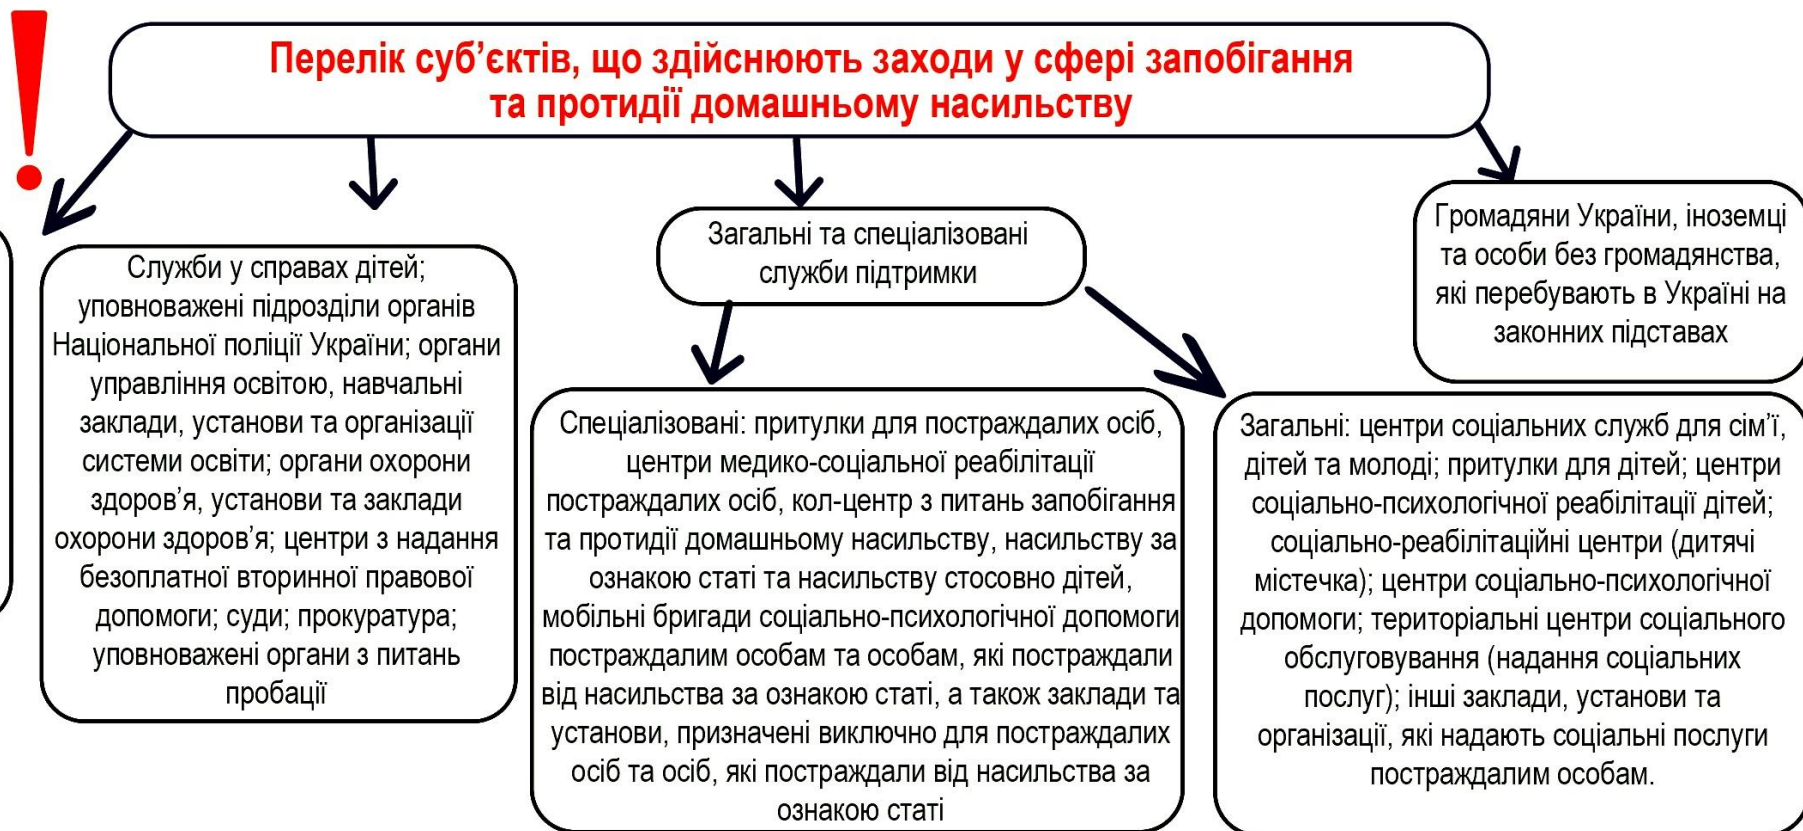 Перелік суб’єктів, що здійснюють заходи у сфері запобігання
та протидії домашньому насильству
Служби у справах дітей;
уповноважені підрозділи органів
Національної поліції України; органи
управління освітою, навчальні
заклади, установи та організації
системи освіти; органи охорони
здоров’я, установи та заклади
охорони здоров’я; центри з надання
безоплатної вторинної правової
допомоги; суди; прокуратура;
уповноважені органи з питань
пробації
Загальні та спеціалізовані
служби підтримки
Громадяни України, іноземці
та особи без громадянства,
які перебувають в Україні на
законних підставах
Спеціалізовані: притулки для постраждалих осіб,
центри медико-соціальної реабілітації
постраждалих осіб, кол-центр з питань запобігання
та протидії домашньому насильству, насильству за
ознакою статі та насильству стосовно дітей,
мобільні бригади соціально-психологічної допомоги
постраждалим особам та особам, які постраждали
від насильства за ознакою статі, а також заклади та
установи, призначені виключно для постраждалих
осіб та осіб, які постраждали від насильства за
ознакою статі
Загальні: центри соціальних служб для сім’ї,
дітей та молоді; притулки для дітей; центри
соціально-психологічної реабілітації дітей;
соціально-реабілітаційні центри (дитячі
містечка); центри соціально-психологічної
допомоги; територіальні центри соціального
обслуговування (надання соціальних
послуг); інші заклади, установи та
організації, які надають соціальні послуги
постраждалим особам.